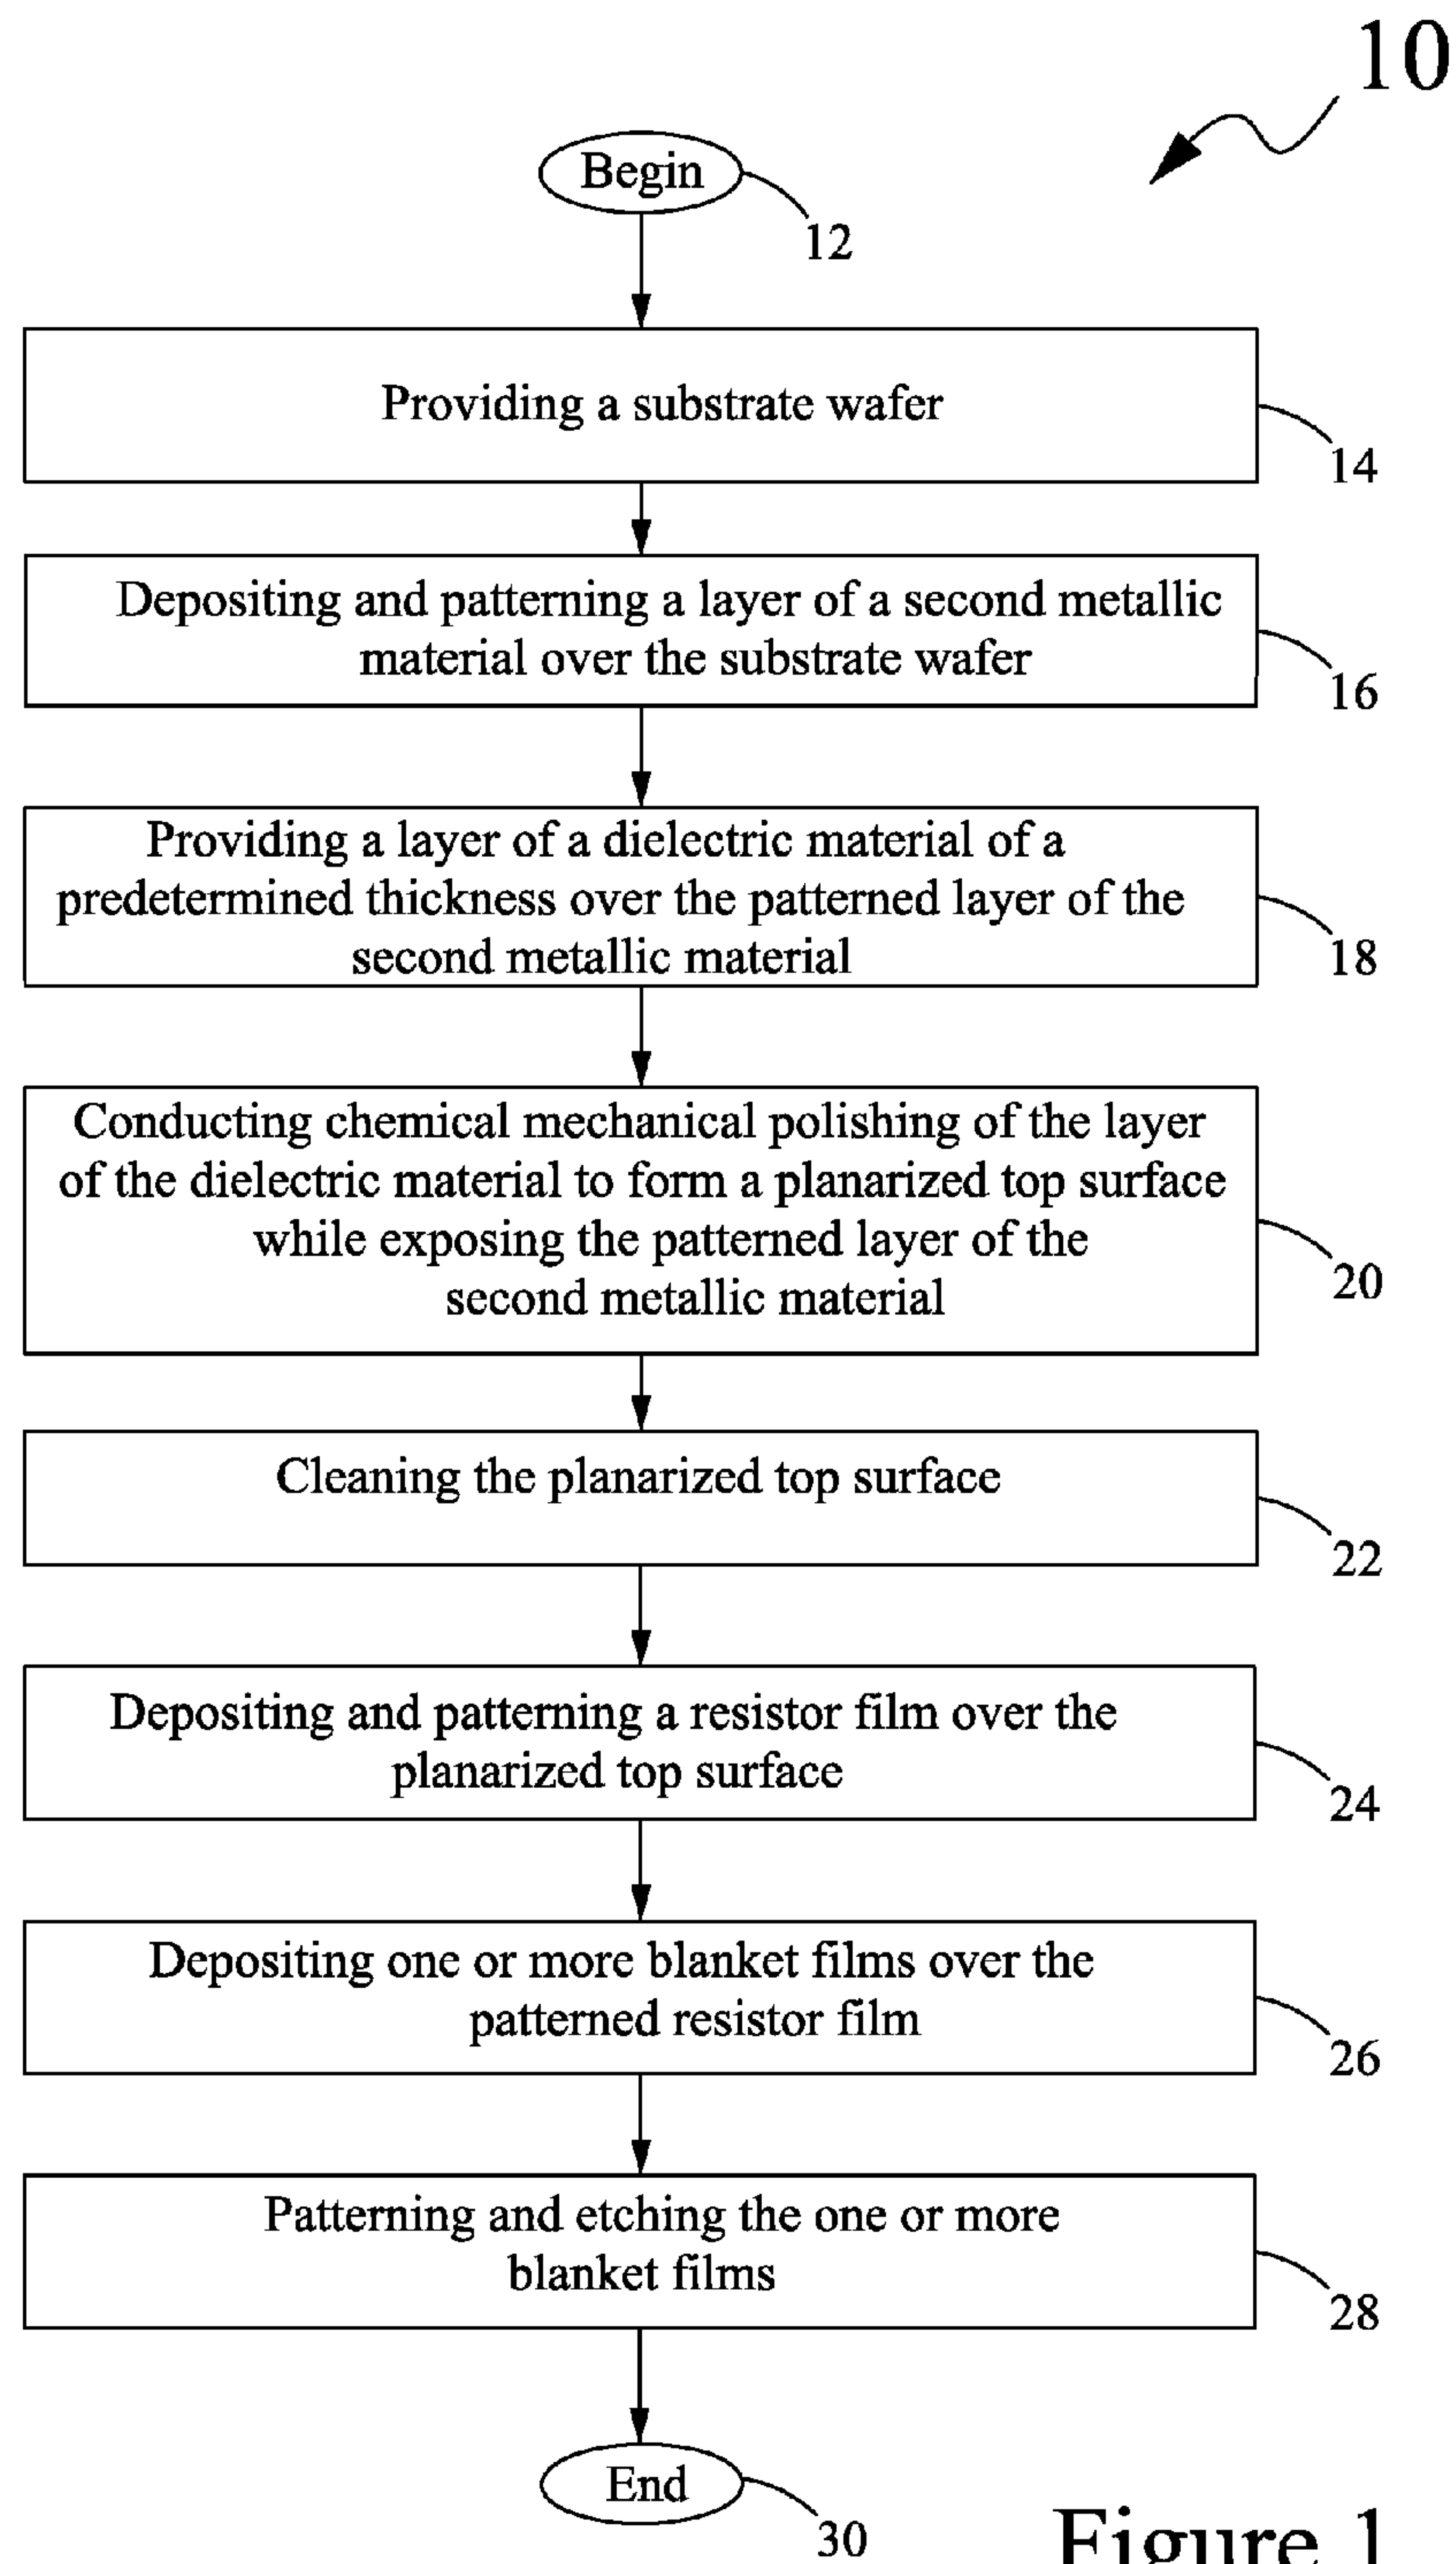 10
Begin
12
Providing a substrate wafer
14
Depositing and patterning a layer of a second metallic
material over the substrate wafer
16
Providing a layer of a dielectric material of a
predetermined thickness over the patterned layer of the
second metallic material
18
Conducting chemical mechanical polishing of the layer
of the dielectric material to form a planarized top surface
while exposing the patterned layer of the
second metallic material
20
Cleaning the planarized top surface
22
Depositing and patterning a resistor film over the
planarized top surface
24
Depositing one or more blanket films over the
patterned resistor film
26
Patterning and etching the one or more
blanket films
28
End
30
Figure 1